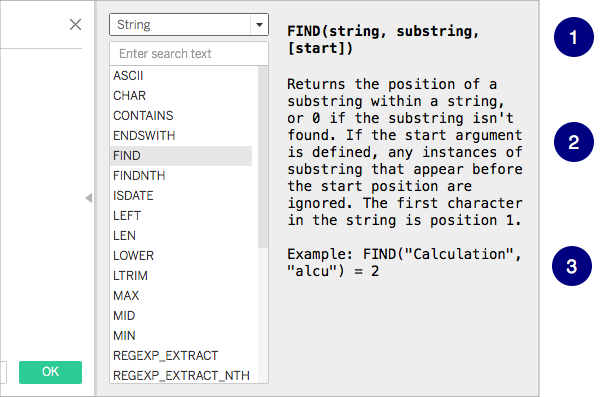 String
Enter search text
ASCII
CHAR
CONTAINS
ENDSWITH
FIND
FINDNTH
ISDATE
LEFT
LEN
LOWER
LTRIM
MAX
MID
MIN
REGEXP_EXTRACT
REGEXP_EXTRACT_NTH
OK
FIND(string, substring,
[start])
Returns the position of a
substring within a string,
or 0 if the substring isn't
found. If the start argument
is defined, any instances of
substring that appear before
the start position are
ignored. The first character
in the string is position 1.
Example: FIND("Calculation",
"alcu") = 2
1
2
3